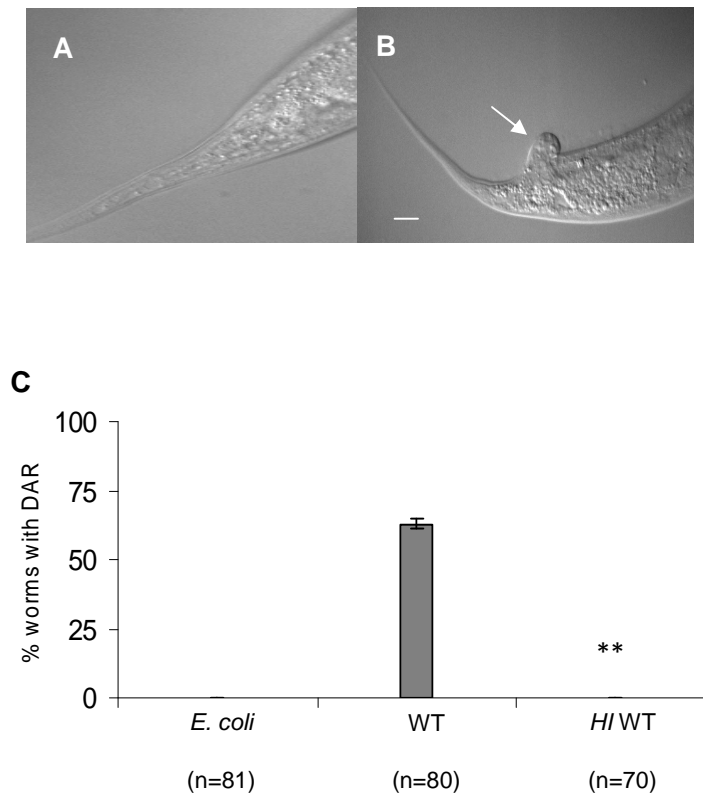 A B
C
100
75
50
25
0
% worms with DAR
**
E. coli WT HI WT
(n=81) (n=80) (n=70)